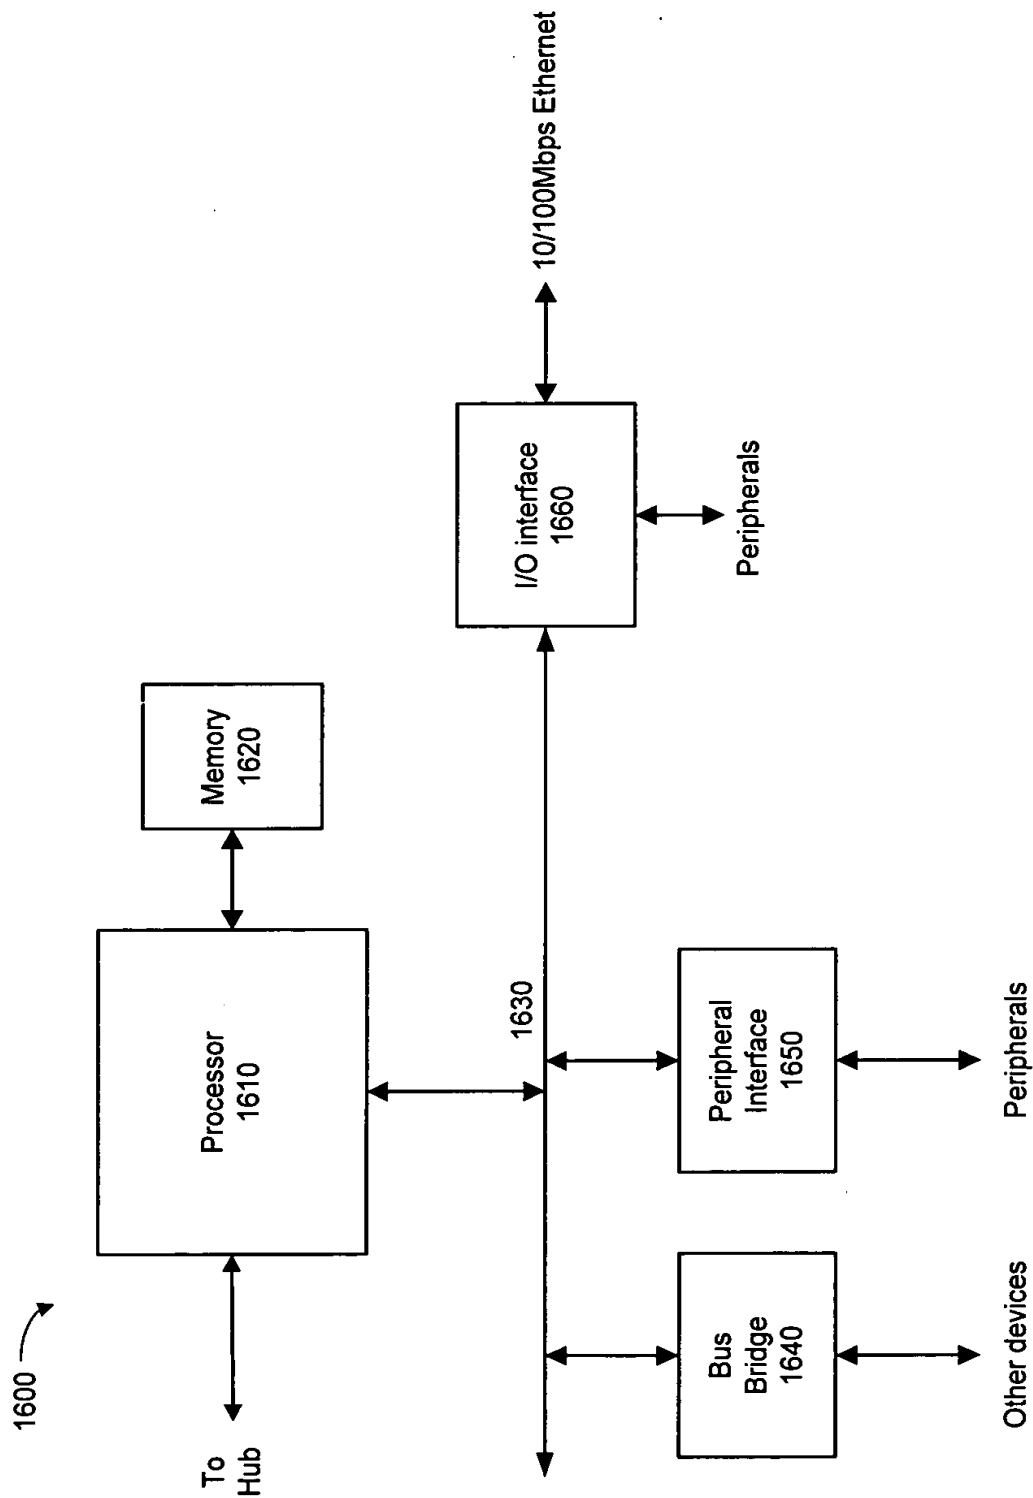 1600
To
Hub
Processor
1610
Memory
1620
1630
Bus
Bridge
1640
Other devices
Peripheral
Interface
1650
Peripherals
I/O interface
1660
Peripherals
10/100Mbps Ethernet